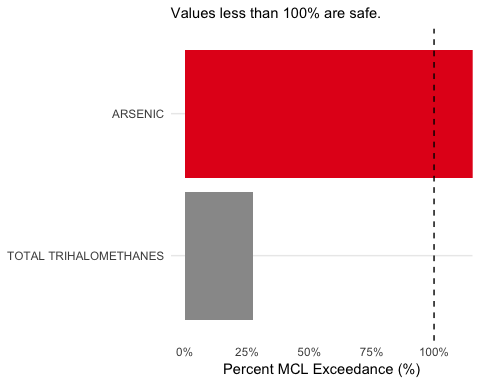 Values less than 100% are safe.
ARSENIC
TOTAL TRIHALOMETHANES
0% 25% 50% 75% 100%
Percent MCL Exceedance (%)